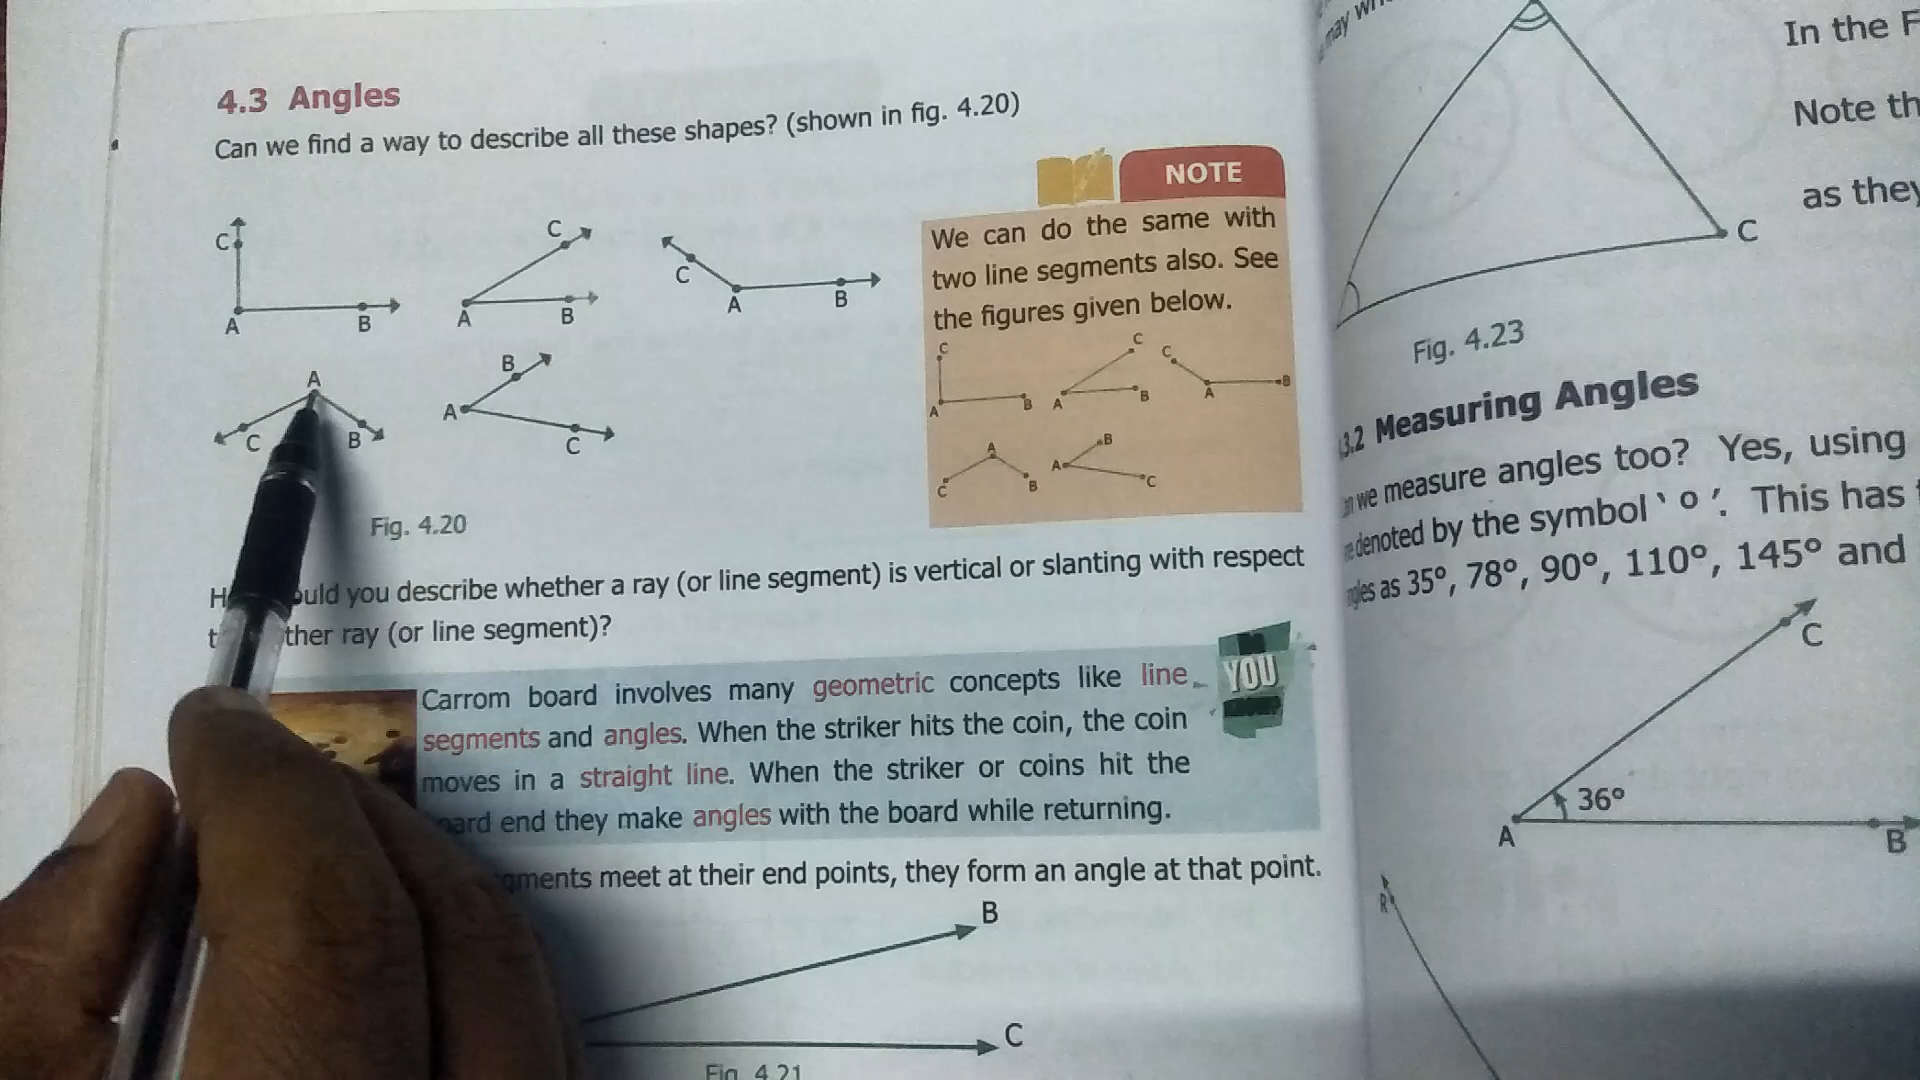 4.3 Angles
Can we find a way to describe all these shapes? (shown in fig. 4.20)
C
A
B
C
A
B
C
A
B
A
C
B
B
A
C
Fig. 4.20
NOTE
We can do the same with
two line segments also. See
the figures given below.
C
A
B
C
A
B
C
A
B
A
C
B
B
A
C
you describe whether a ray (or line segment) is vertical or slanting with respect
ray (or line segment)?
YOU
Carrom board involves many geometric concepts like line
segments and angles. When the striker hits the coin, the coin
moves in a straight line. When the striker or coins hit the
end they make angles with the board while returning.
meet at their end points, they form an angle at that point.
B
C
Fig. 4.21
may
In the
Note
as they
C
Fig. 4.23
Measuring Angles
we measure angles too? Yes, using
denoted by the symbol ‘ o ’. This has
as 35°, 78°, 90°, 110°, 145° and
C
36°
A
B
R